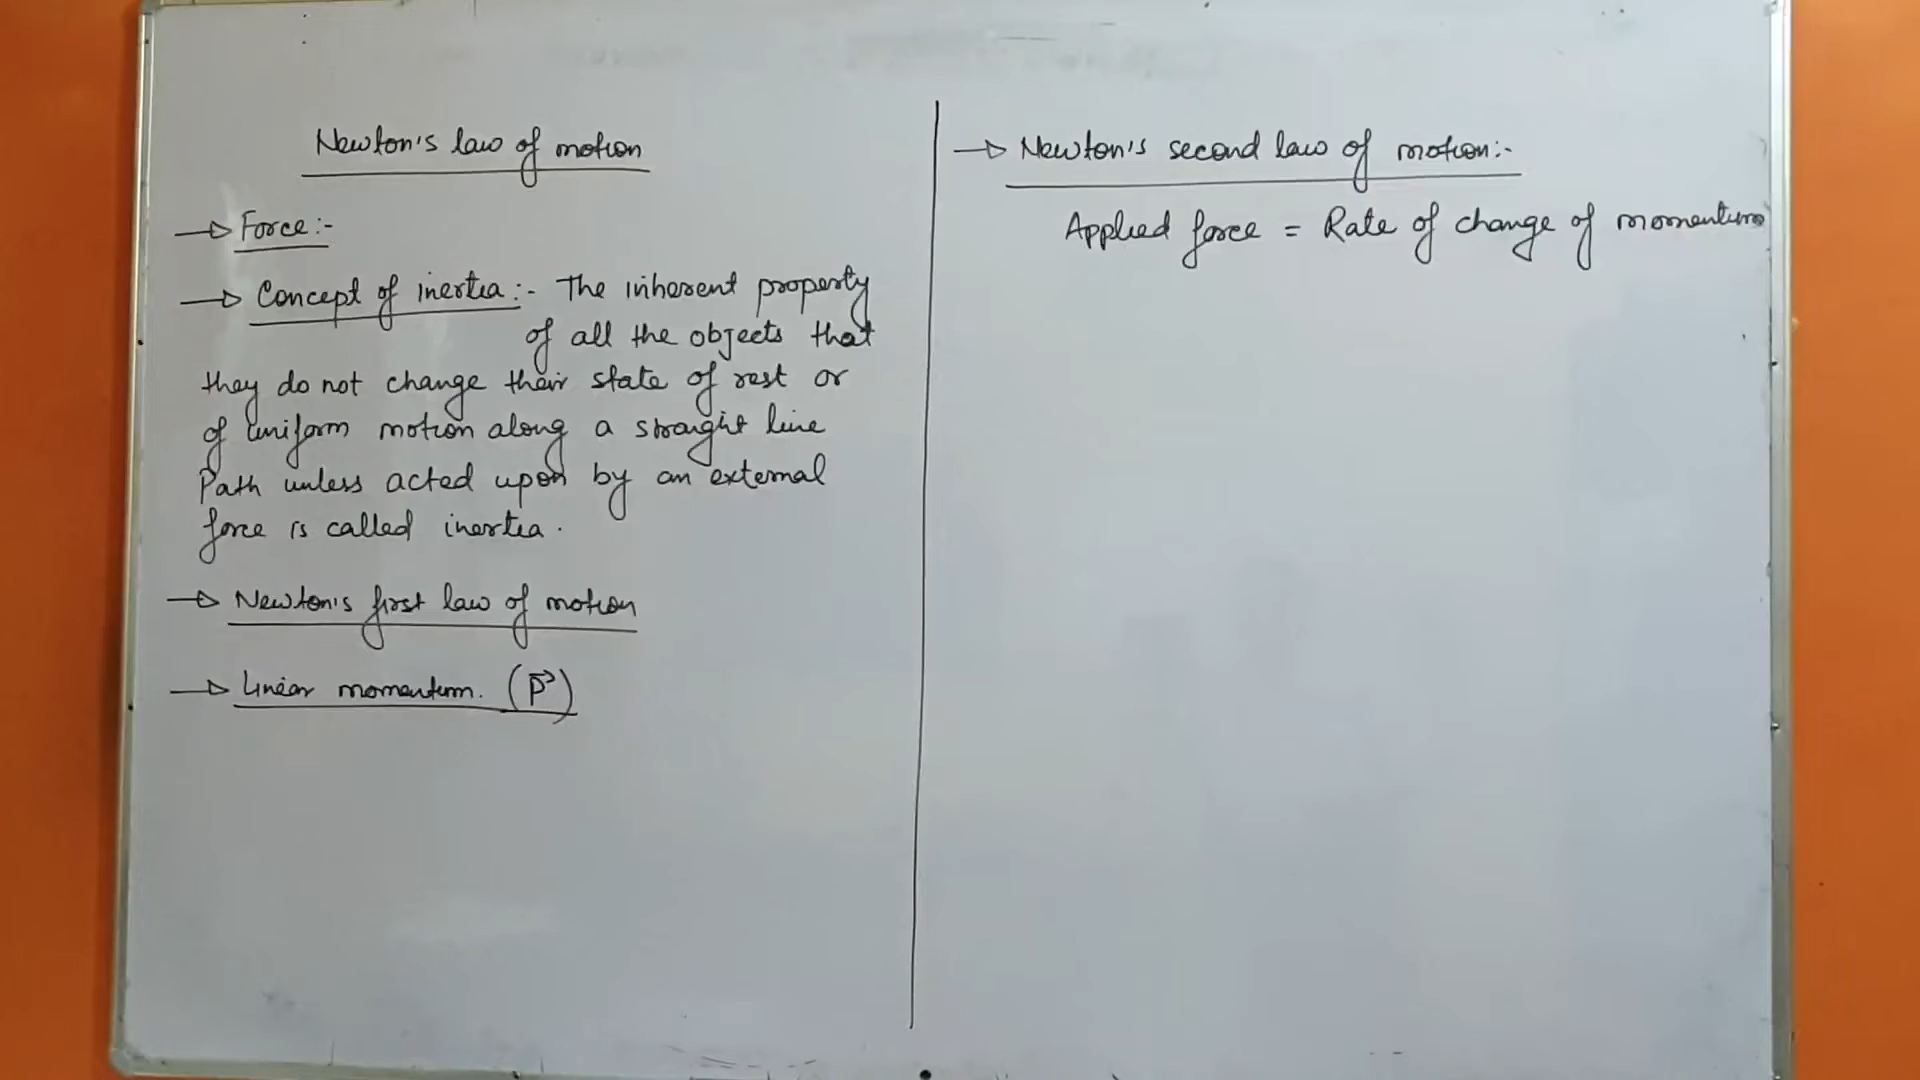 Newton's law of motion
→ Force:-
→ Concept of inertia:- The inherent property
of all the objects that
they do not change their state of rest or
of uniform motion along a straight line
Path unless acted upon by an external
force is called inertia.
→ Newton's first law of motion
→ Linear momentum. (P⃗)
→ Newton's second law of motion:-
Applied force = Rate of change of momentum